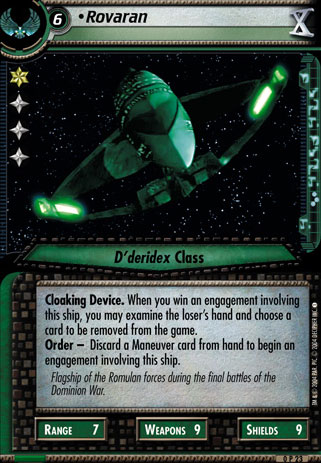 6 • Rovaran
D'deridex Class
Cloaking Device. When you win an engagement involving
this ship, you may examine the loser's hand and choose a
card to be removed from the game.
Order – Discard a Maneuver card from hand to begin an
engagement involving this ship.
Flagship of the Romulan forces during the final battles of the
Dominion War.
RANGE 7 WEAPONS 9 SHIELDS 9
0 P 23